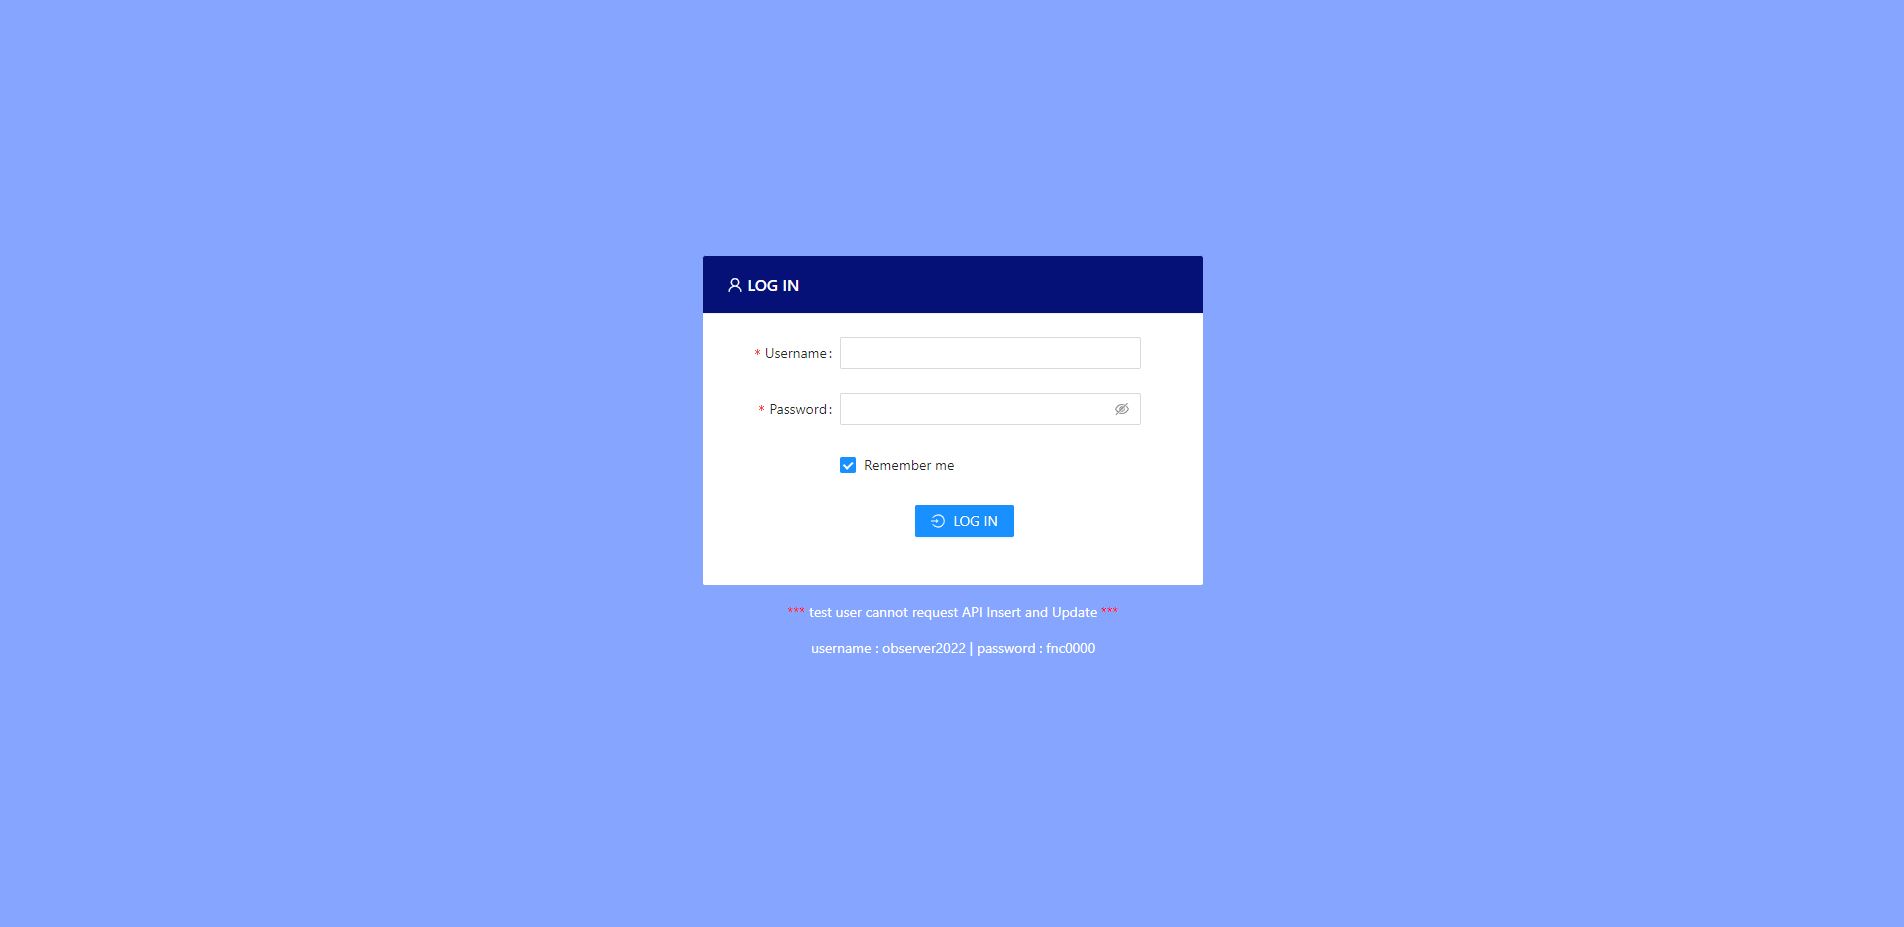 LOG IN
* Username:
* Password:
Remember me
LOG IN
*** test user cannot request API Insert and Update ***
username : observer2022 | password : fnc0000